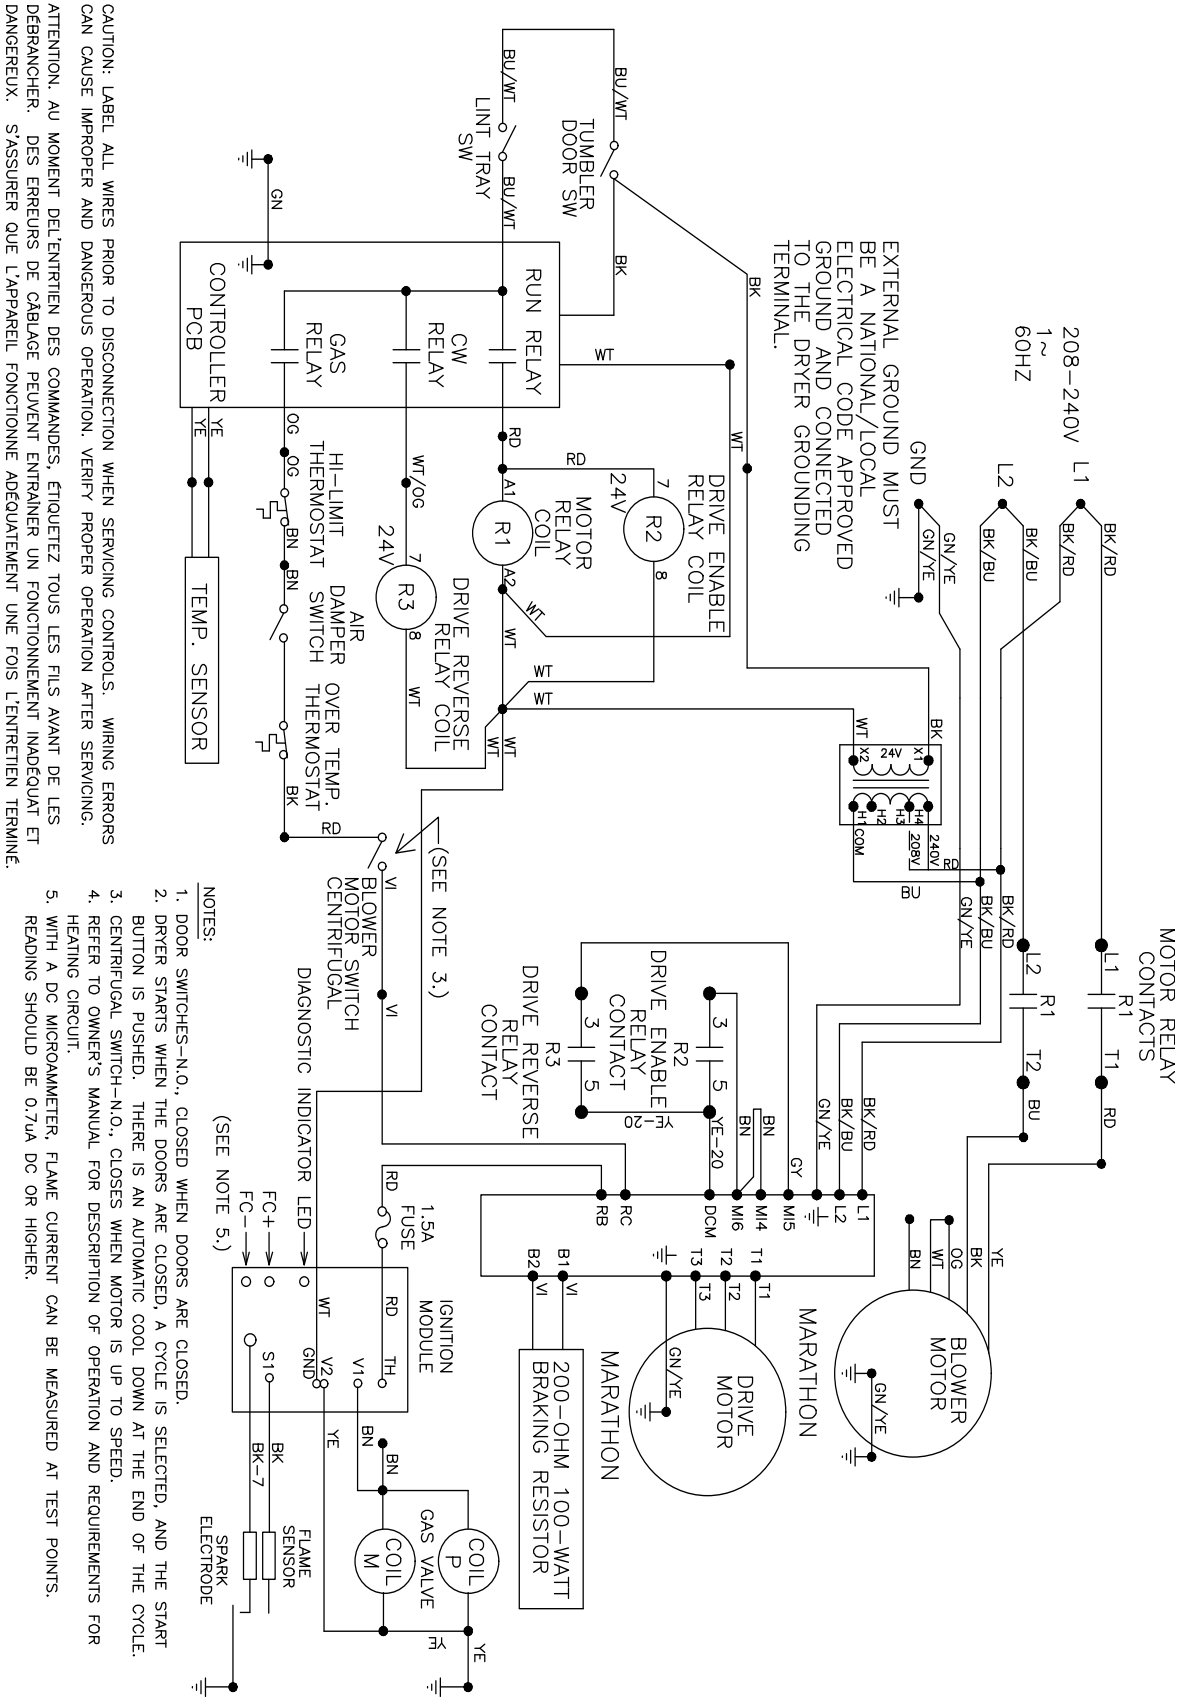 208-240V
1~
60HZ
L1
L2
GND
BK/RD
BK/RD
BK/BU
BK/BU
GN/YE
GN/YE
EXTERNAL GROUND MUST
BE A NATIONAL/LOCAL
ELECTRICAL CODE APPROVED
GROUND AND CONNECTED
TO THE DRYER GROUNDING
TERMINAL.
MOTOR RELAY
CONTACTS
L1
R1
T1
RD
L2
R1
T2
BU
BK
X1
H4
240V
RD
24V
H3
208V
H2
WT
X2
H1
COM
BU
BK/RD
BK/BU
GN/YE
YE
BK
OG
WT
BN
BLOWER
MOTOR
GN/YE
MARATHON
BU/WT
TUMBLER
DOOR SW
BK
BK
BU/WT
LINT TRAY
SW
BU/WT
WT
WT
DRIVE ENABLE
RELAY COIL
RD
7
R2
8
24V
RUN RELAY
RD
A1
R1
A2
MOTOR
RELAY
COIL
WT
WT
WT
WT
WT
WT
CW
RELAY
WT/OG
7
R3
8
24V
WT
DRIVE REVERSE
RELAY COIL
GAS
RELAY
OG
OG
HI-LIMIT
THERMOSTAT
BN
BN
AIR
DAMPER
SWITCH
OVER TEMP.
THERMOSTAT
BK
RD
GN
CONTROLLER
PCB
YE
YE
TEMP. SENSOR
(SEE NOTE 3.)
VI
BLOWER
MOTOR SWITCH
CENTRIFUGAL
VI
BK/RD
BK/BU
GN/YE
GY
BN
BN
YE-20
YE-20
3
5
R2
DRIVE ENABLE
RELAY
CONTACT
3
5
R3
DRIVE REVERSE
RELAY
CONTACT
L1
L2
MI5
MI4
MI6
DCM
RC
RB
T1
T2
T3
B1
B2
T1
T2
T3
VI
VI
DRIVE
MOTOR
GN/YE
MARATHON
200-OHM 100-WATT
BRAKING RESISTOR
RD
1.5A
FUSE
IGNITION
MODULE
RD
TH
V1
V2
GND
WT
S1
DIAGNOSTIC INDICATOR LED
FC+
FC-
(SEE NOTE 5.)
BN
BN
YE
COIL
P
COIL
M
GAS VALVE
YE
YE
BK
BK-7
FLAME
SENSOR
SPARK
ELECTRODE
CAUTION: LABEL ALL WIRES PRIOR TO DISCONNECTION WHEN SERVICING CONTROLS. WIRING ERRORS
CAN CAUSE IMPROPER AND DANGEROUS OPERATION. VERIFY PROPER OPERATION AFTER SERVICING.
ATTENTION. AU MOMENT DEL'ENTRTIEN DES COMMANDES, ÉTIQUETEZ TOUS LES FILS AVANT DE LES
DÉBRANCHER. DES ERREURS DE CÂBLAGE PEUVENT ENTRAÎNER UN FONCTIONNEMENT INADÉQUAT ET
DANGEREUX. S'ASSURER QUE L'APPAREIL FONCTIONNE ADÉQUATEMENT UNE FOIS L'ENTRETIEN TERMINÉ.
NOTES:
1. DOOR SWITCHES-N.O., CLOSED WHEN DOORS ARE CLOSED.
2. DRYER STARTS WHEN THE DOORS ARE CLOSED, A CYCLE IS SELECTED, AND THE START
BUTTON IS PUSHED. THERE IS AN AUTOMATIC COOL DOWN AT THE END OF THE CYCLE.
3. CENTRIFUGAL SWITCH-N.O., CLOSES WHEN MOTOR IS UP TO SPEED.
4. REFER TO OWNER'S MANUAL FOR DESCRIPTION OF OPERATION AND REQUIREMENTS FOR
HEATING CIRCUIT.
5. WITH A DC MICROAMMETER, FLAME CURRENT CAN BE MEASURED AT TEST POINTS.
READING SHOULD BE 0.7uA DC OR HIGHER.